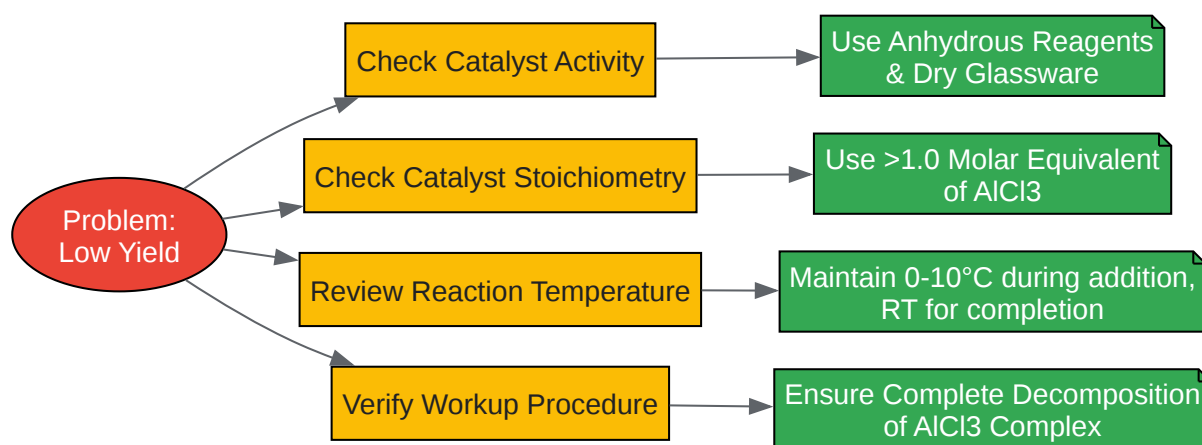 Problem:
Low Yield
Check Catalyst Activity
Use Anhydrous Reagents
& Dry Glassware
Check Catalyst Stoichiometry
Use >1.0 Molar Equivalent
of AlCl3
Review Reaction Temperature
Maintain 0-10°C during addition,
RT for completion
Verify Workup Procedure
Ensure Complete Decomposition
of AlCl3 Complex